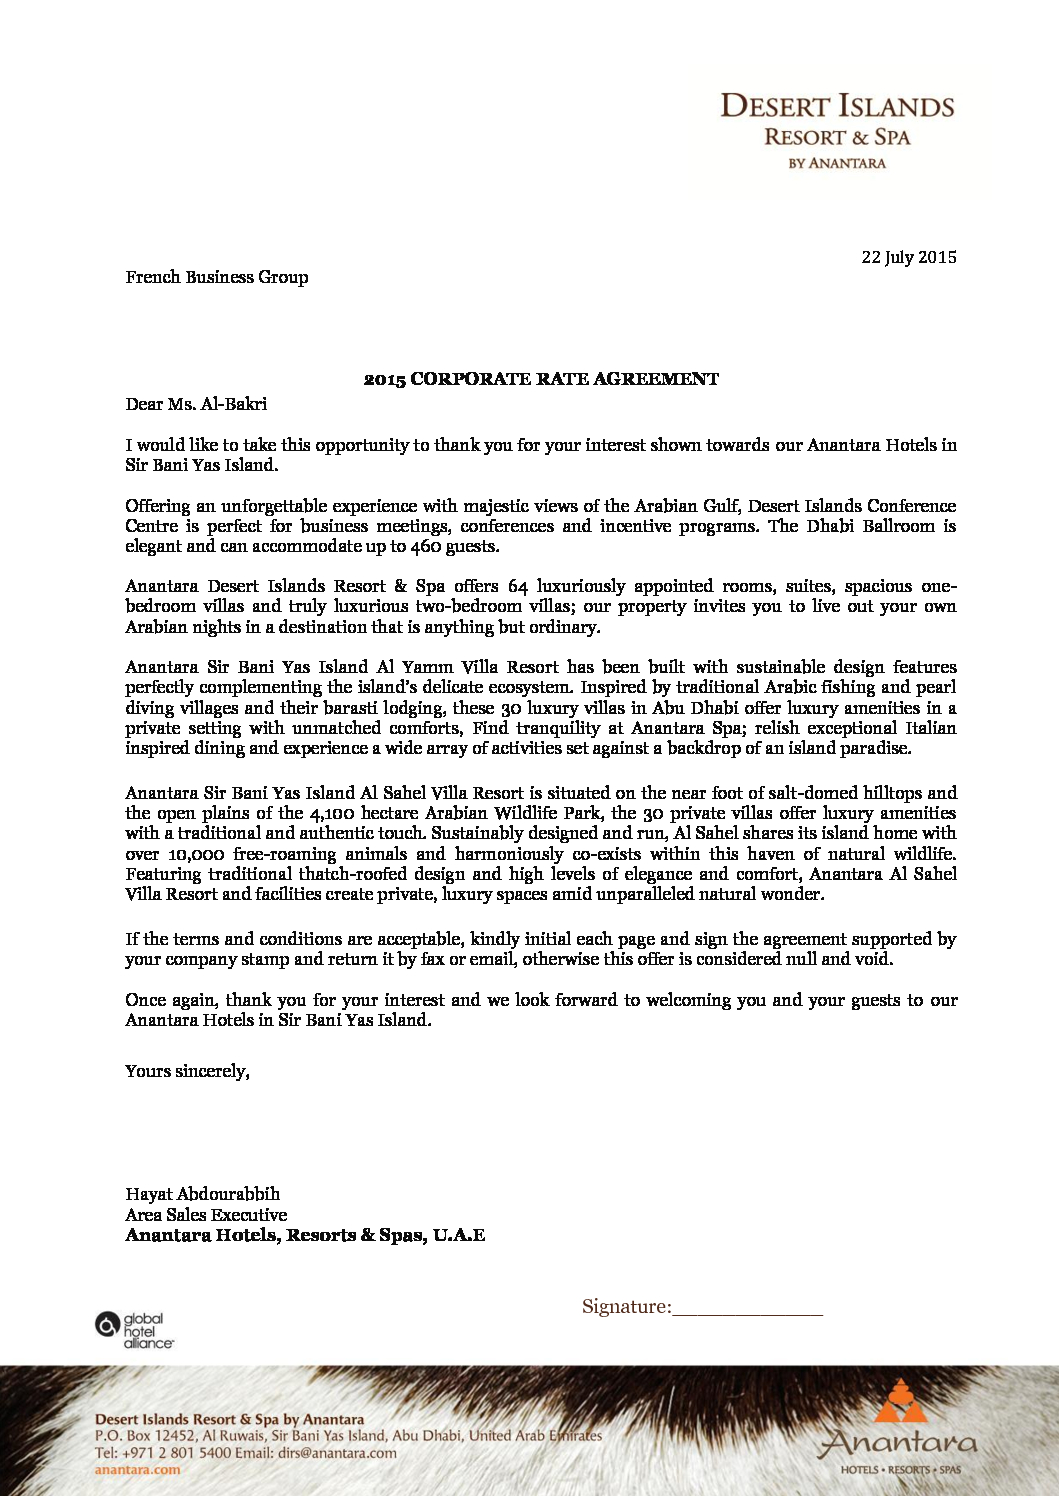 DESERT ISLANDS
RESORT & SPA
BY ANANTARA
22 July 2015
French Business Group
2015 CORPORATE RATE AGREEMENT
Dear Ms. Al-Bakri
I would like to take this opportunity to thank you for your interest shown towards our Anantara Hotels in
Sir Bani Yas Island.
Offering an unforgettable experience with majestic views of the Arabian Gulf, Desert Islands Conference
Centre is perfect for business meetings, conferences and incentive programs. The Dhabi Ballroom is
elegant and can accommodate up to 460 guests.
Anantara Desert Islands Resort & Spa offers 64 luxuriously appointed rooms, suites, spacious one-
bedroom villas and truly luxurious two-bedroom villas; our property invites you to live out your own
Arabian nights in a destination that is anything but ordinary.
Anantara Sir Bani Yas Island Al Yamm Villa Resort has been built with sustainable design features
perfectly complementing the island's delicate ecosystem. Inspired by traditional Arabic fishing and pearl
diving villages and their barasti lodging, these 30 luxury villas in Abu Dhabi offer luxury amenities in a
private setting with unmatched comforts, Find tranquility at Anantara Spa; relish exceptional Italian
inspired dining and experience a wide array of activities set against a backdrop of an island paradise.
Anantara Sir Bani Yas Island Al Sahel Villa Resort is situated on the near foot of salt-domed hilltops and
the open plains of the 4,100 hectare Arabian Wildlife Park, the 30 private villas offer luxury amenities
with a traditional and authentic touch. Sustainably designed and run, Al Sahel shares its island home with
over 10,000 free-roaming animals and harmoniously co-exists within this haven of natural wildlife.
Featuring traditional thatch-roofed design and high levels of elegance and comfort, Anantara Al Sahel
Villa Resort and facilities create private, luxury spaces amid unparalleled natural wonder.
If the terms and conditions are acceptable, kindly initial each page and sign the agreement supported by
your company stamp and return it by fax or email, otherwise this offer is considered null and void.
Once again, thank you for your interest and we look forward to welcoming you and your guests to our
Anantara Hotels in Sir Bani Yas Island.
Yours sincerely,
Hayat Abdourabbih
Area Sales Executive
Anantara Hotels, Resorts & Spas, U.A.E
Signature:______________
global
hotel
alliance
Desert Islands Resort & Spa by Anantara
P.O. Box 12452, Al Ruwais, Sir Bani Yas Island, Abu Dhabi, United Arab Emirates
Tel: +971 2 801 5400 Email: dirs@anantara.com
anantara.com
Anantara
HOTELS • RESORTS • SPAS